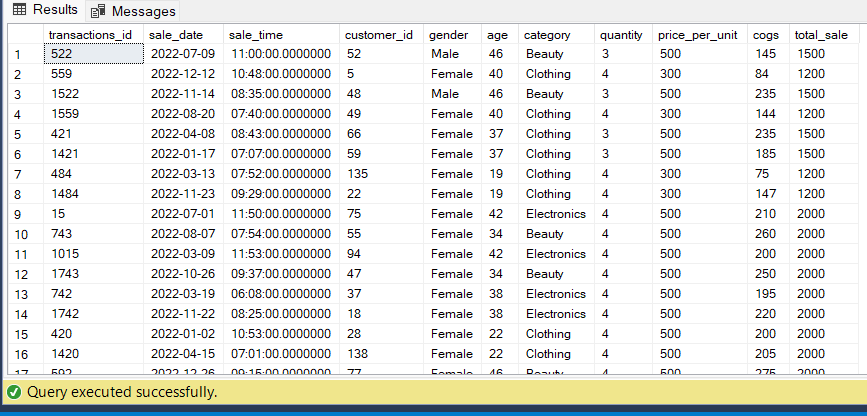 Results Messages
transactions_id sale_date sale_time customer_id gender age category quantity price_per_unit cogs total_sale
1 522 2022-07-09 11:00:00.0000000 52 Male 46 Beauty 3 500 145 1500
2 559 2022-12-12 10:48:00.0000000 5 Female 40 Clothing 4 300 84 1200
3 1522 2022-11-14 08:35:00.0000000 48 Male 46 Beauty 3 500 235 1500
4 1559 2022-08-20 07:40:00.0000000 49 Female 40 Clothing 4 300 144 1200
5 421 2022-04-08 08:43:00.0000000 66 Female 37 Clothing 3 500 235 1500
6 1421 2022-01-17 07:07:00.0000000 59 Female 37 Clothing 3 500 185 1500
7 484 2022-03-13 07:52:00.0000000 135 Female 19 Clothing 4 300 75 1200
8 1484 2022-11-23 09:29:00.0000000 22 Female 19 Clothing 4 300 147 1200
9 15 2022-07-01 11:50:00.0000000 75 Female 42 Electronics 4 500 210 2000
10 743 2022-08-07 07:54:00.0000000 55 Female 34 Beauty 4 500 260 2000
11 1015 2022-03-09 11:53:00.0000000 94 Female 42 Electronics 4 500 200 2000
12 1743 2022-10-26 09:37:00.0000000 47 Female 34 Beauty 4 500 250 2000
13 742 2022-03-19 06:08:00.0000000 37 Female 38 Electronics 4 500 195 2000
14 1742 2022-11-22 08:25:00.0000000 18 Female 38 Electronics 4 500 220 2000
15 420 2022-01-02 10:53:00.0000000 28 Female 22 Clothing 4 500 200 2000
16 1420 2022-04-15 07:01:00.0000000 138 Female 22 Clothing 4 500 205 2000
17 592 2022-12-26 09:15:00.0000000 77 Female 46 Beauty 4 500 275 2000
Query executed successfully.